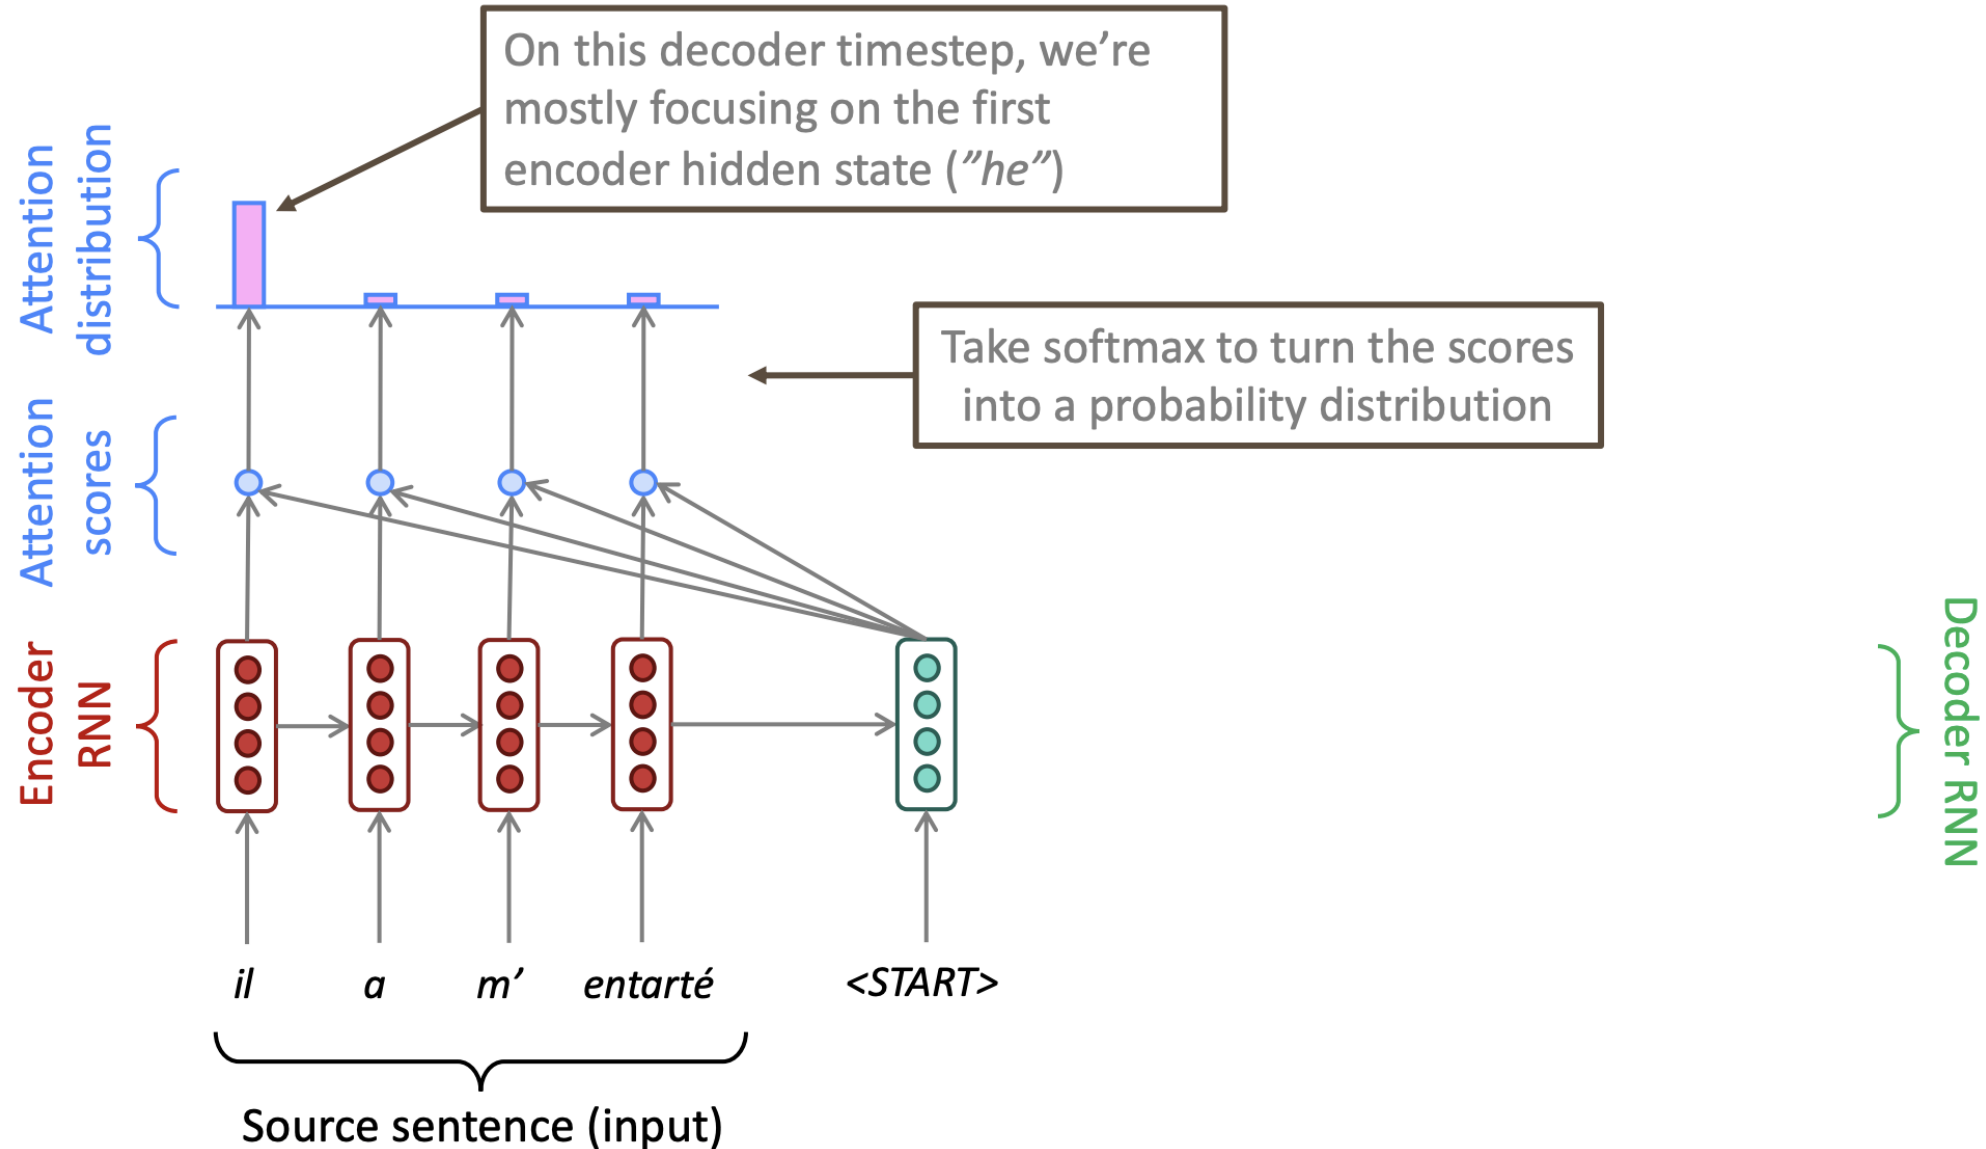 On this decoder timestep, we’re
mostly focusing on the first
encoder hidden state (”he”)
Attention
distribution
Take softmax to turn the scores
into a probability distribution
Attention
scores
Encoder
RNN
Decoder RNN
il a m’ entarté <START>
Source sentence (input)